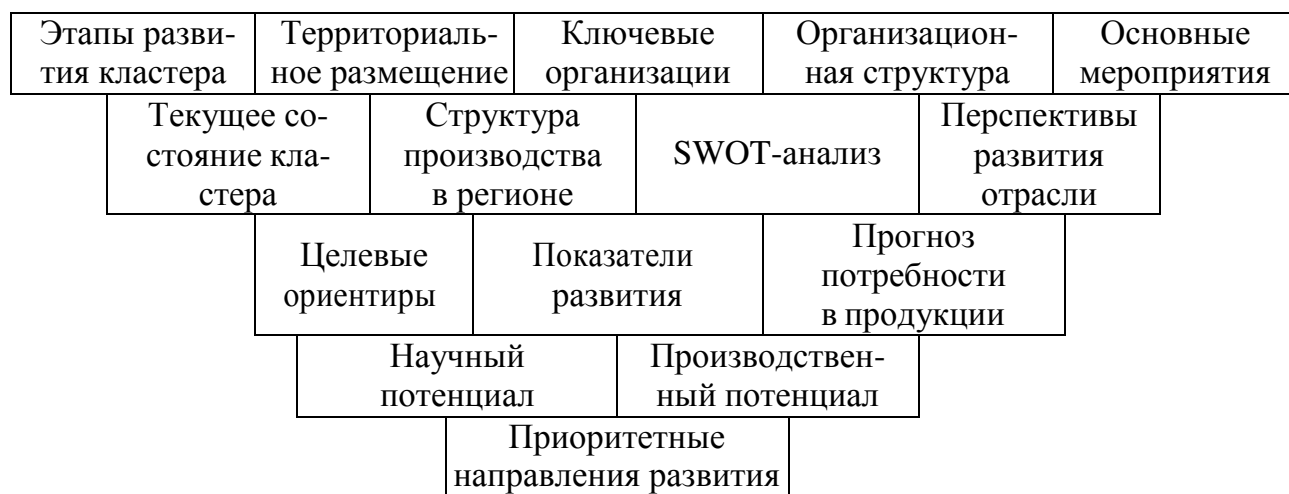 Этапы разви-
тия кластера
Территориаль-
ное размещение
Ключевые
организации
Организацион-
ная структура
Основные
мероприятия
Текущее со-
стояние кла-
стера
Структура
производства
в регионе
SWOT-анализ
Перспективы
развития
отрасли
Целевые
ориентиры
Показатели
развития
Прогноз
потребности
в продукции
Научный
потенциал
Производствен-
ный потенциал
Приоритетные
направления развития